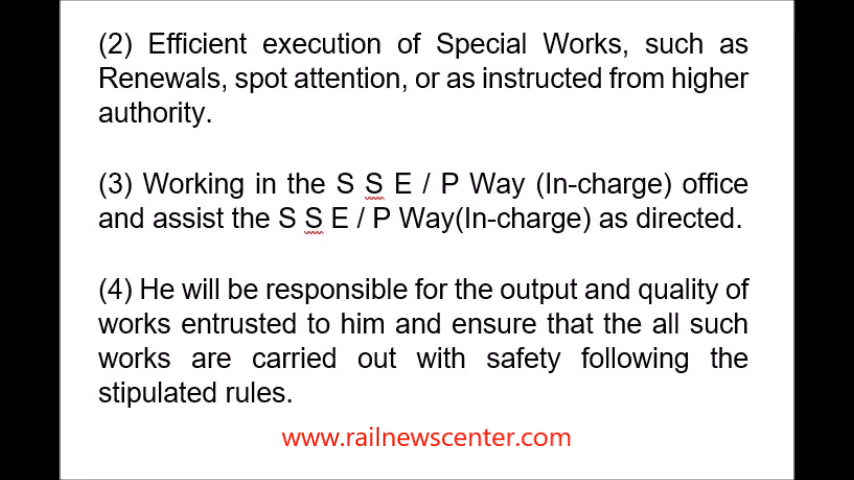 (2) Efficient execution of Special Works, such as
Renewals, spot attention, or as instructed from higher
authority.
(3) Working in the S S E / P Way (In-charge) office
and assist the S S E / P Way(In-charge) as directed.
(4) He will be responsible for the output and quality of
works entrusted to him and ensure that the all such
works are carried out with safety following the
stipulated rules.
www.railnewscenter.com